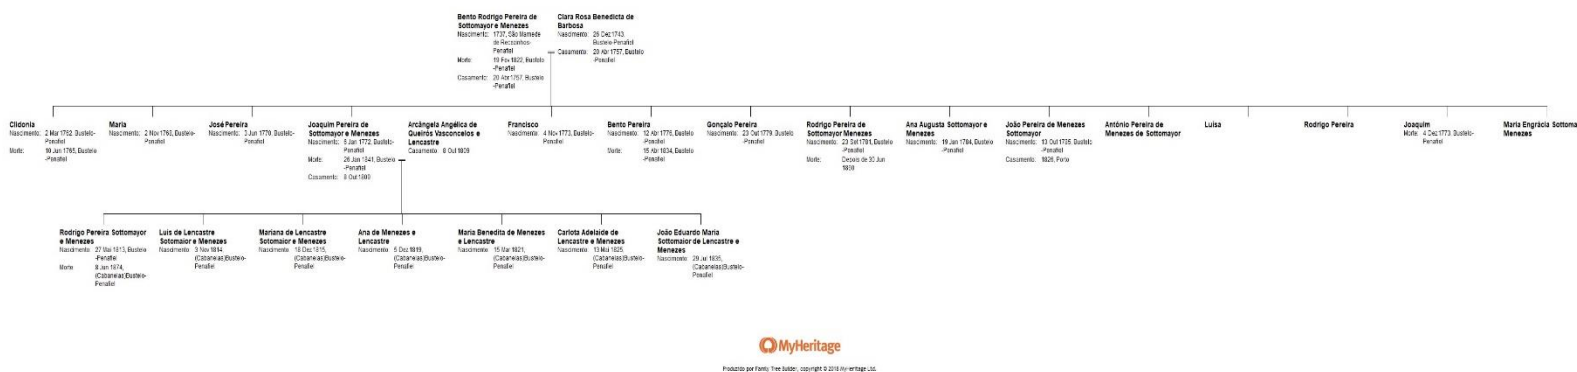 Bento Rodrigo Pereira de
Sottomayor e Menezes
Nascimento: 1737, São Mamede
de Recezinhos-
Penafiel
Morte: 19 Fev 1822, Bustelo
-Penafiel
Casamento: 20 Abr 1757, Bustelo
-Penafiel
Clara Rosa Benedicta de
Barbosa
Nascimento: 26 Dez 1743,
Bustelo-Penafiel
Casamento: 20 Abr 1757, Bustelo
-Penafiel
Clidonia
Nascimento: 2 Mar 1762, Bustelo-
Penafiel
Morte: 16 Jun 1765, Bustelo
-Penafiel
Maria
Nascimento: 2 Nov 1765, Bustelo-
Penafiel
José Pereira
Nascimento: Jun 1770, Bustelo-
Penafiel
Joaquim Pereira de
Sottomayor e Menezes
Nascimento: 5 Jan 1772, Bustelo-
Penafiel
Morte: 26 Jan 1841, Bustelo
-Penafiel
Casamento: 8 Out 1809
Arcângela Angélica de
Queirós Vasconcelos e
Lencastre
Casamento: 8 Out 1809
Francisco
Nascimento: 4 Nov 1773, Bustelo-
Penafiel
Bento Pereira
Nascimento: 12 Abr 1776, Bustelo-
Penafiel
Morte: 15 Abr 1834, Bustelo
-Penafiel
Gonçalo Pereira
Nascimento: 23 Out 1779, Bustelo-
Penafiel
Rodrigo Pereira de
Sottomayor Menezes
Nascimento: 23 Set 1781, Bustelo
-Penafiel
Morte: Depois de 30 Jun
Ana Augusta Sottomayor e
Menezes
Nascimento: 19 Jan 1784, Bustelo
-Penafiel
João Pereira de Menezes
Sottomayor
Nascimento: 13 Out 1785, Bustelo
-Penafiel
Casamento: 1826, Porto
António Pereira de
Menezes de Sottomayor
Luisa
Rodrigo Pereira
Joaquim
Morte: 4 Dez 1773, Bustelo-
Penafiel
Maria Engrácia Sottoma
Menezes
Rodrigo Pereira Sottomayor
e Menezes
Nascimento: 27 Mai 1813, Bustelo
-Penafiel
Morte: 8 Jan 1874,
(Cabanelas)Bustelo-
Penafiel
Luis de Lencastre
Sotomaior e Menezes
Nascimento: 3 Nov 1814,
(Cabanelas)Bustelo-
Penafiel
Mariana de Lencastre
Sotomaior e Menezes
Nascimento: 18 Dez 1815,
(Cabanelas)Bustelo-
Penafiel
Ana de Menezes e
Lencastre
Nascimento: 5 Dez 1819,
(Cabanelas)Bustelo-
Penafiel
Maria Benedita de Menezes
e Lencastre
Nascimento: 15 Mar 1821,
(Cabanelas)Bustelo-
Penafiel
Carlota Adelaide de
Lencastre e Menezes
Nascimento: 13 Mai 1825,
(Cabanelas)Bustelo-
Penafiel
João Eduardo Maria
Sottomaior de Lencastre e
Menezes
Nascimento: 29 Jul 1835,
(Cabanelas)Bustelo-
Penafiel
MyHeritage
Produzido por Family Tree Builder, copyright © 2018 MyHeritage Ltd.